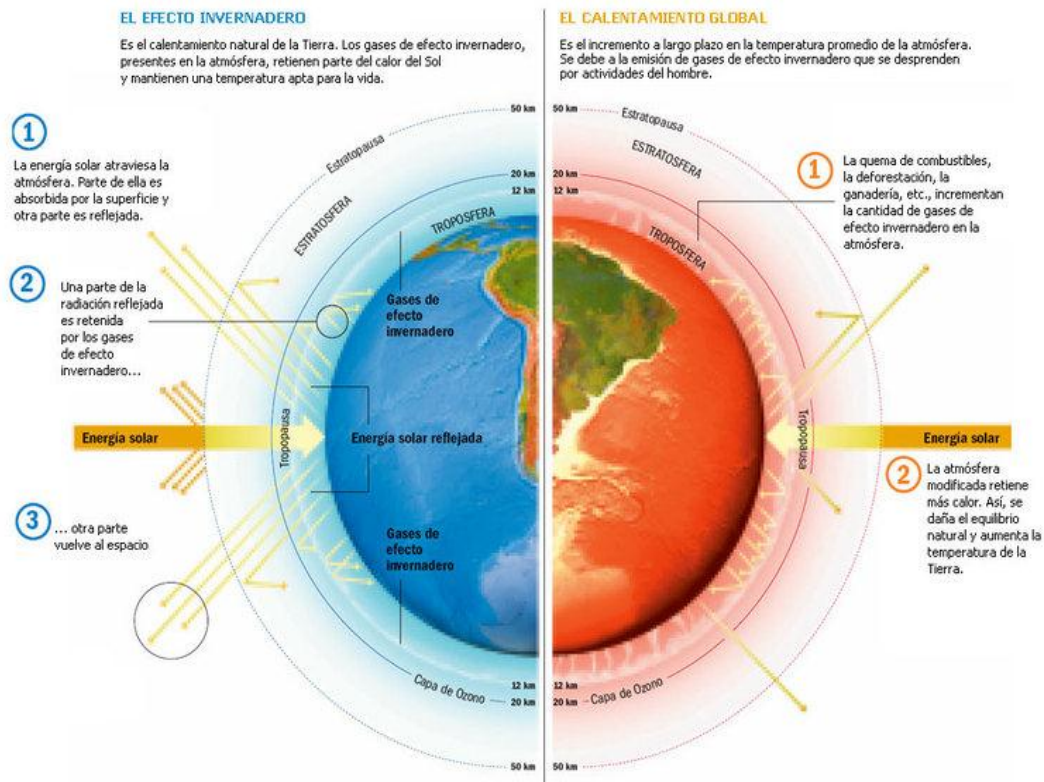 EL EFECTO INVERNADERO
Es el calentamiento natural de la Tierra. Los gases de efecto invernadero,
presentes en la atmósfera, retienen parte del calor del Sol
y mantienen una temperatura apta para la vida.
1
La energía solar atraviesa la
atmósfera. Parte de ella es
absorbida por la superficie y
otra parte es reflejada.
2
Una parte de la
radiación reflejada
es retenida
por los gases
de efecto
invernadero...
Energía solar
3
... otra parte
vuelve al espacio
50 km
Estratopausa
20 km
12 km
ESTRATOSFERA
TROPOSFERA
Gases de
efecto
invernadero
Tropopausa
Energía solar reflejada
Gases de
efecto
invernadero
Capa de Ozono
12 km
20 km
50 km
EL CALENTAMIENTO GLOBAL
Es el incremento a largo plazo en la temperatura promedio de la atmósfera.
Se debe a la emisión de gases de efecto invernadero que se desprenden
por actividades del hombre.
50 km
Estratopausa
ESTRATOSFERA
20 km
12 km
TROPOSFERA
1
La quema de combustibles,
la deforestación, la
ganadería, etc., incrementan
la cantidad de gases de
efecto invernadero en la
atmósfera.
Tropopausa
Energía solar
2
La atmósfera
modificada retiene
más calor. Así, se
daña el equilibrio
natural y aumenta la
temperatura de la
Tierra.
12 km
20 km
Capa de Ozono
50 km